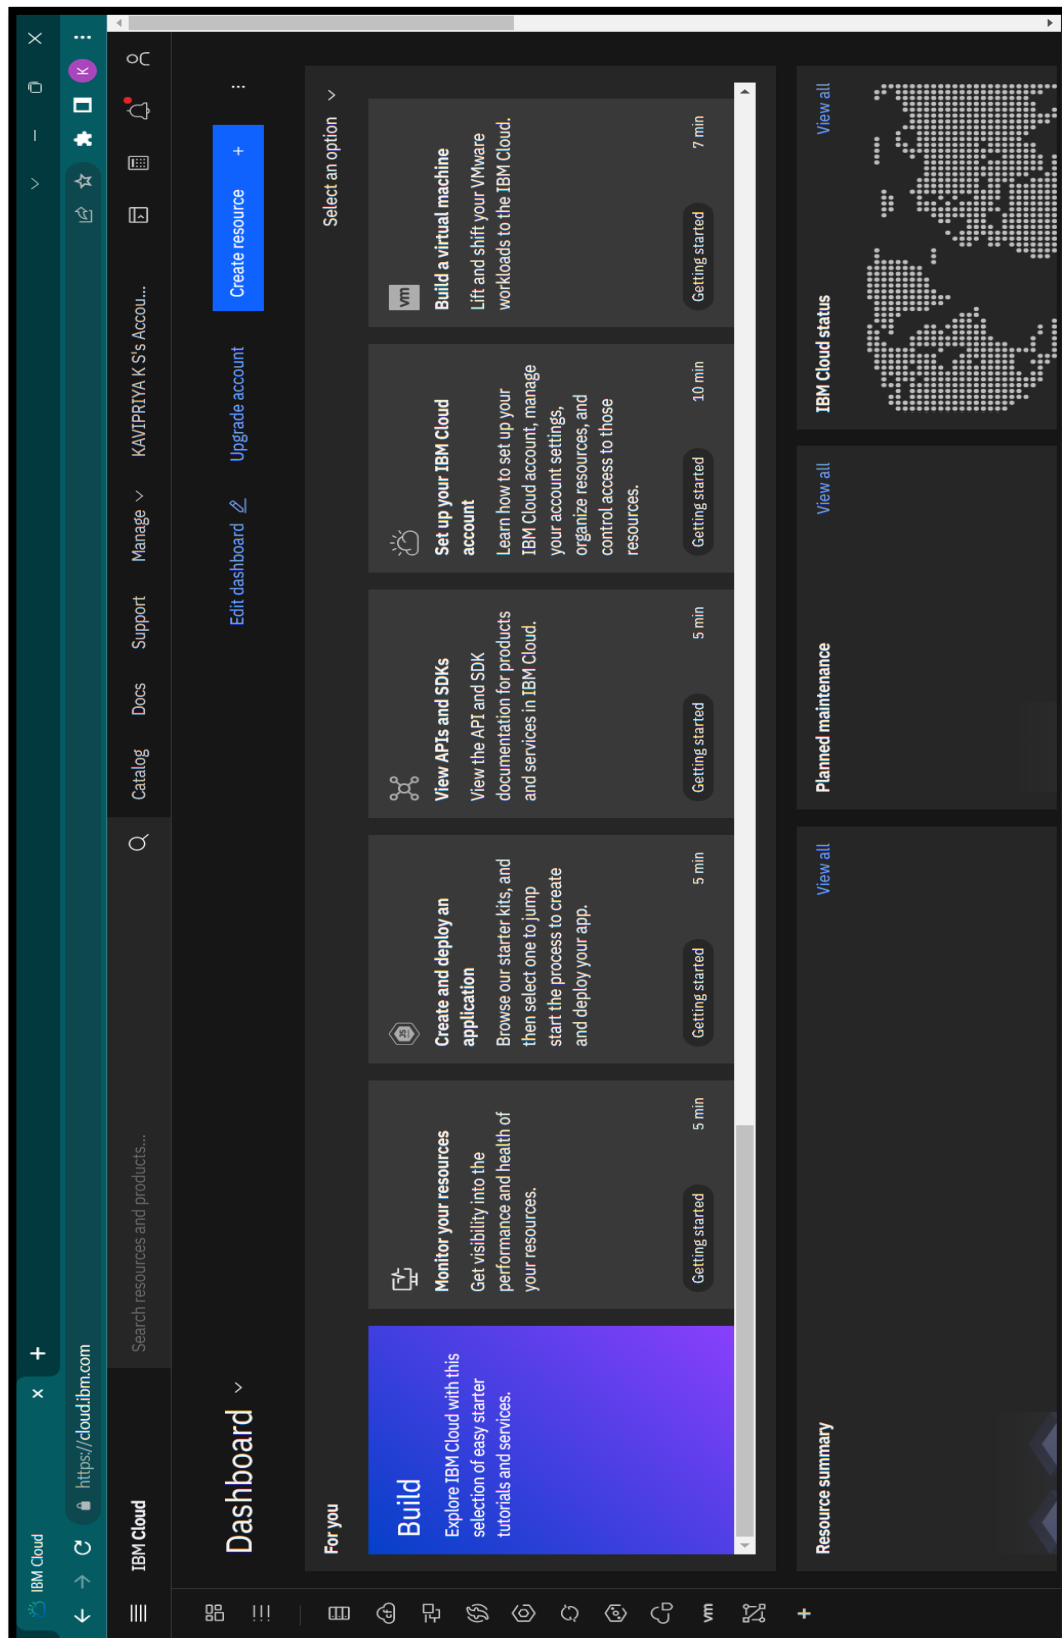 IBM Cloud
https://cloud.ibm.com
K
IBM Cloud
Search resources and products...
Catalog
Docs
Support
Manage
KAVIPRIYA K S's Accou...
Dashboard
Edit dashboard
Upgrade account
Create resource +
For you
Select an option
Build
Explore IBM Cloud with this
selection of easy starter
tutorials and services.
Monitor your resources
Get visibility into the
performance and health of
your resources.
Getting started
5 min
JS
Create and deploy an
application
Browse our starter kits, and
then select one to jump
start the process to create
and deploy your app.
Getting started
5 min
View APIs and SDKs
View the API and SDK
documentation for products
and services in IBM Cloud.
Getting started
5 min
Set up your IBM Cloud
account
Learn how to set up your
IBM Cloud account, manage
your account settings,
organize resources, and
control access to those
resources.
Getting started
10 min
vm
Build a virtual machine
Lift and shift your VMware
workloads to the IBM Cloud.
Getting started
7 min
cf
vm
Resource summary
View all
Planned maintenance
View all
IBM Cloud status
View all